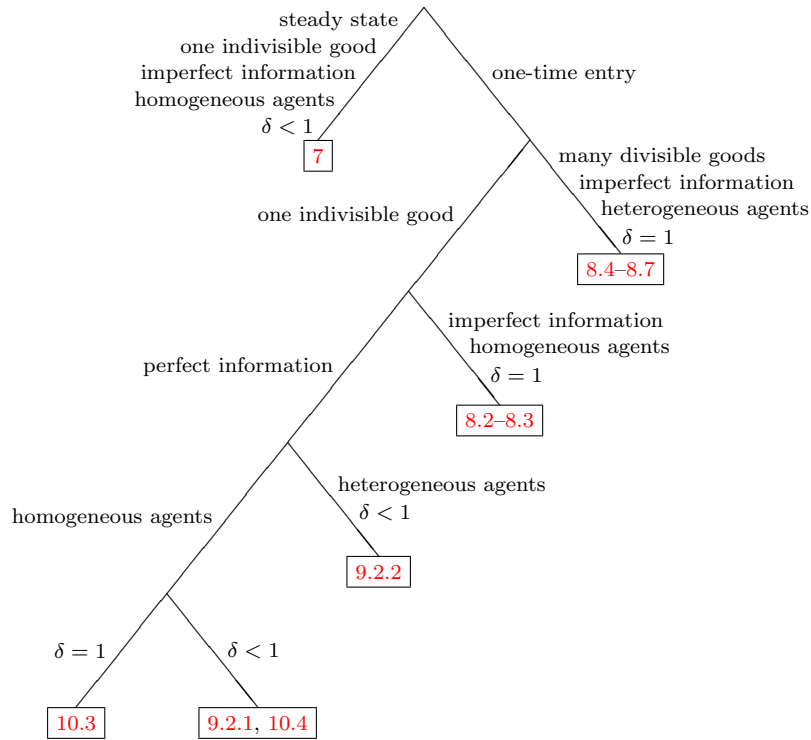 steady state
one indivisible good
imperfect information
homogeneous agents
δ < 1
7
one-time entry
many divisible goods
imperfect information
heterogeneous agents
δ = 1
8.4–8.7
one indivisible good
imperfect information
homogeneous agents
δ = 1
8.2–8.3
perfect information
heterogeneous agents
δ < 1
9.2.2
homogeneous agents
δ = 1
10.3
δ < 1
9.2.1, 10.4